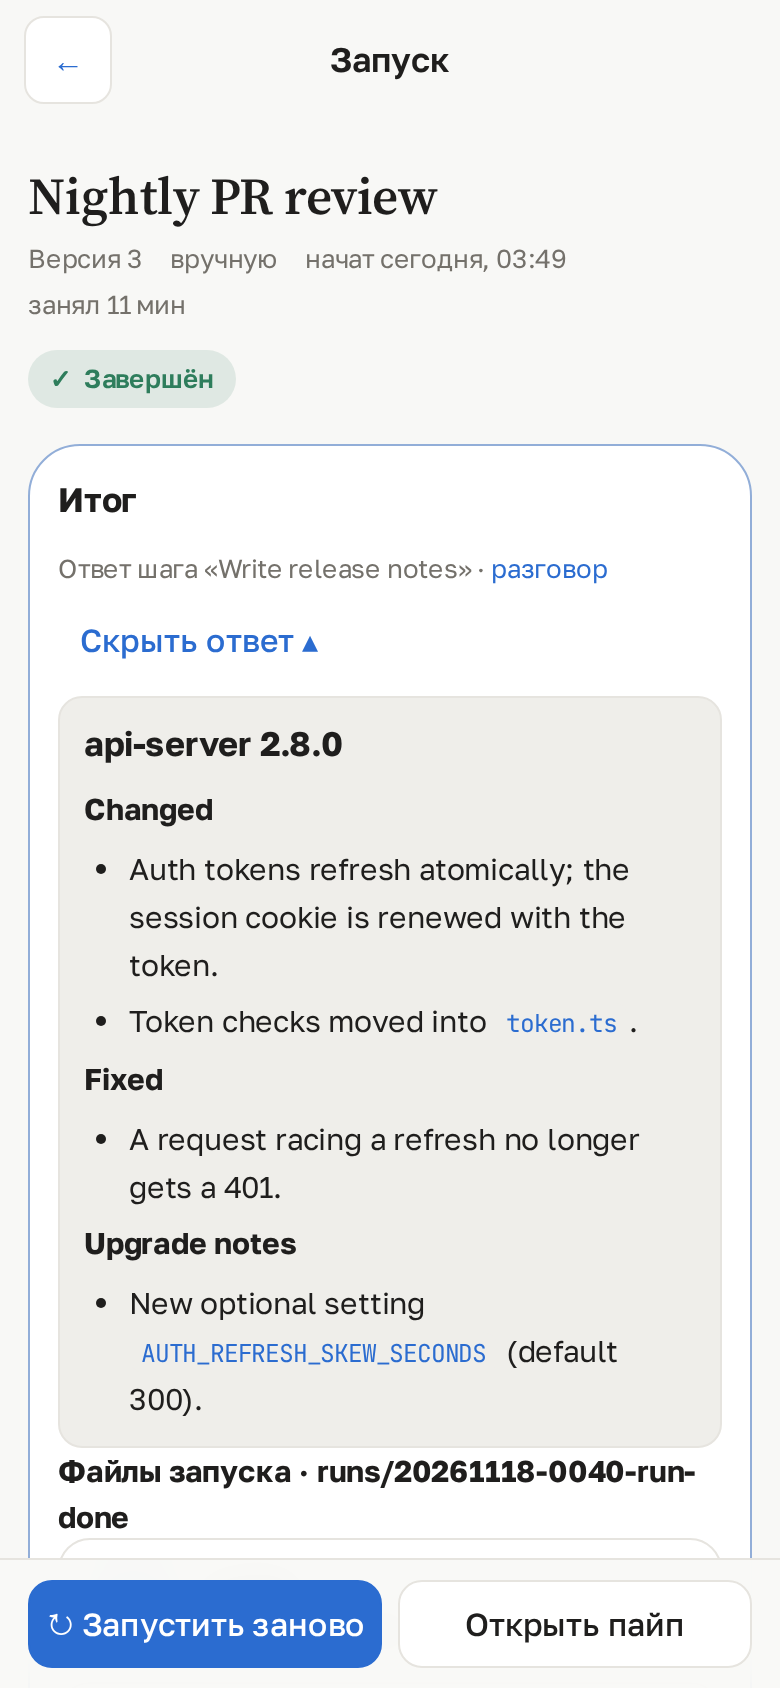 ←
Запуск
Nightly PR review
Версия 3 вручную начат сегодня, 03:49
занял 11 мин
✓ Завершён
Итог
Ответ шага «Write release notes» · разговор
Скрыть ответ ▲
api-server 2.8.0
Changed
• Auth tokens refresh atomically; the
session cookie is renewed with the
token.
• Token checks moved into token.ts .
Fixed
• A request racing a refresh no longer
gets a 401.
Upgrade notes
• New optional setting
AUTH_REFRESH_SKEW_SECONDS (default
300).
Файлы запуска · runs/20261118-0040-run-
done
↻ Запустить заново
Открыть пайп